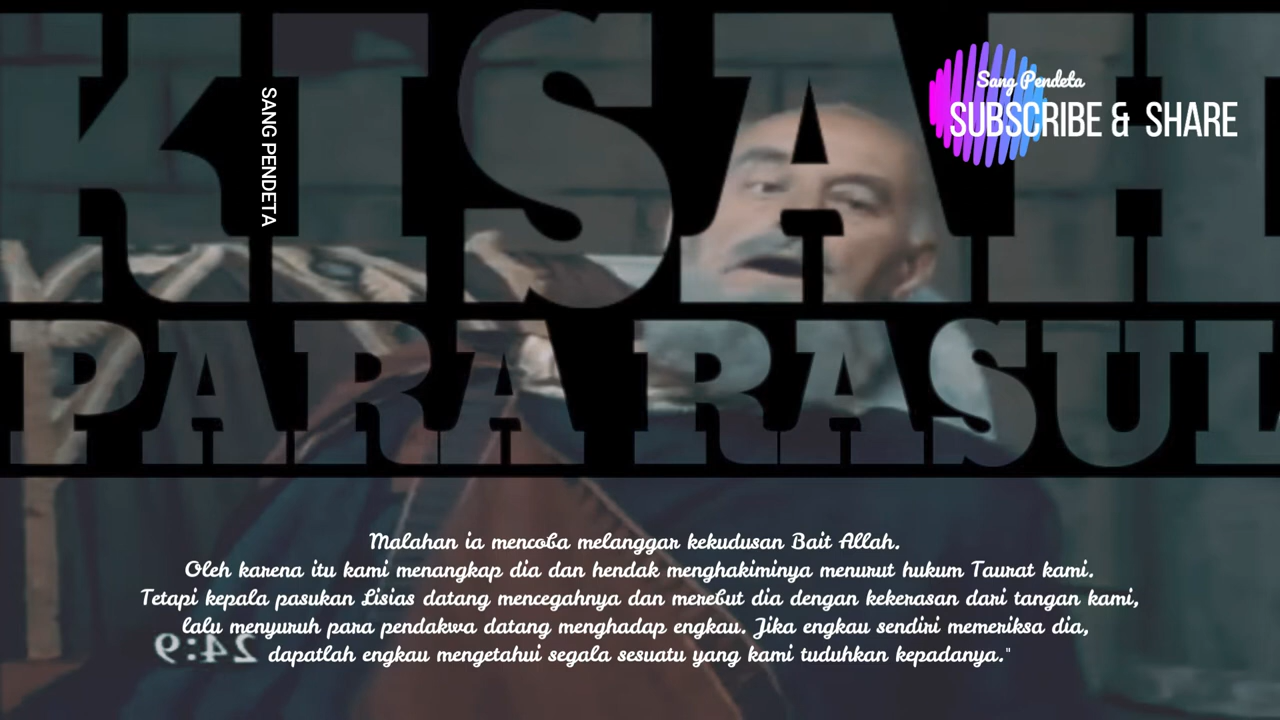 KISAH
PARA RASUL
SANG PENDETA
Sang Pendeta
SUBSCRIBE & SHARE
Malahan ia mencoba melanggar kekudusan Bait Allah.
Oleh karena itu kami menangkap dia dan hendak menghakiminya menurut hukum Taurat kami.
Tetapi kepala pasukan Lisias datang mencegahnya dan merebut dia dengan kekerasan dari tangan kami,
lalu menyuruh para pendakwa datang menghadap engkau. Jika engkau sendiri memeriksa dia,
dapatlah engkau mengetahui segala sesuatu yang kami tuduhkan kepadanya."
24:9